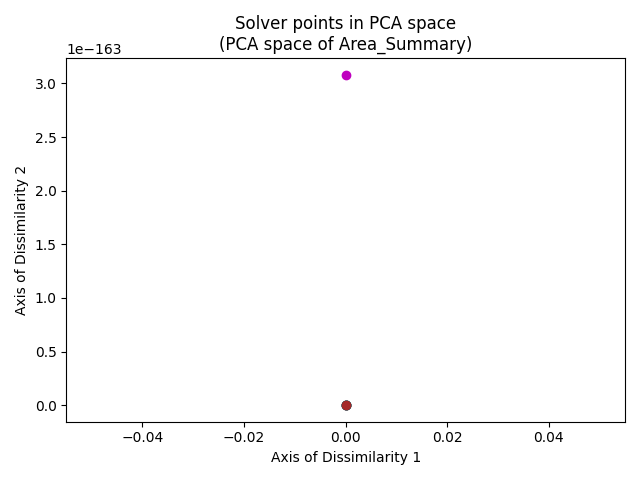 Solver points in PCA space
(PCA space of Area_Summary)
1e−163
3.0
2.5
2.0
1.5
1.0
0.5
0.0
Axis of Dissimilarity 2
−0.04
−0.02
0.00
0.02
0.04
Axis of Dissimilarity 1